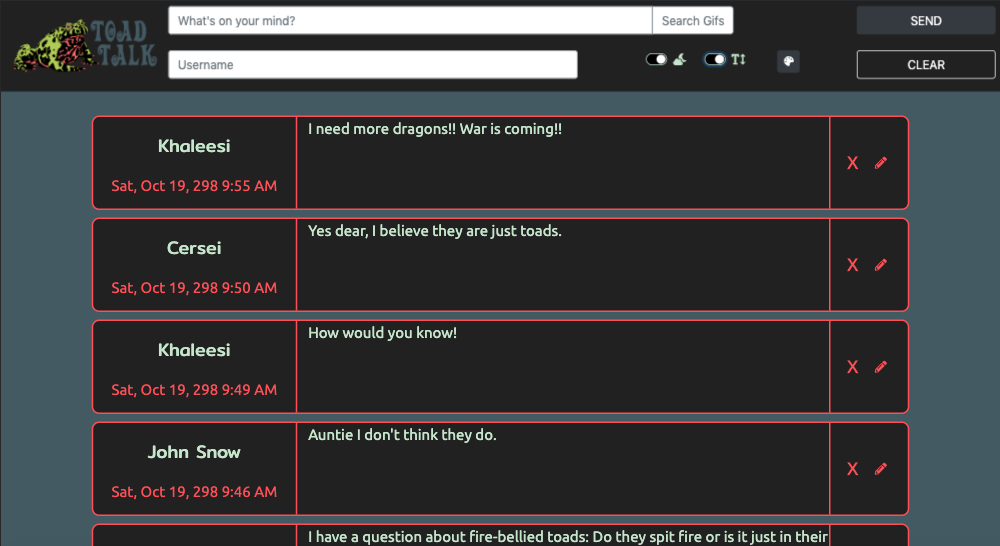 TOAD
TALK
What's on your mind?
Search Gifs
SEND
Username
T↕
CLEAR
Khaleesi
Sat, Oct 19, 298 9:55 AM
I need more dragons!! War is coming!!
X
Cersei
Sat, Oct 19, 298 9:50 AM
Yes dear, I believe they are just toads.
X
Khaleesi
Sat, Oct 19, 298 9:49 AM
How would you know!
X
John Snow
Sat, Oct 19, 298 9:46 AM
Auntie I don't think they do.
X
I have a question about fire-bellied toads: Do they spit fire or is it just in their